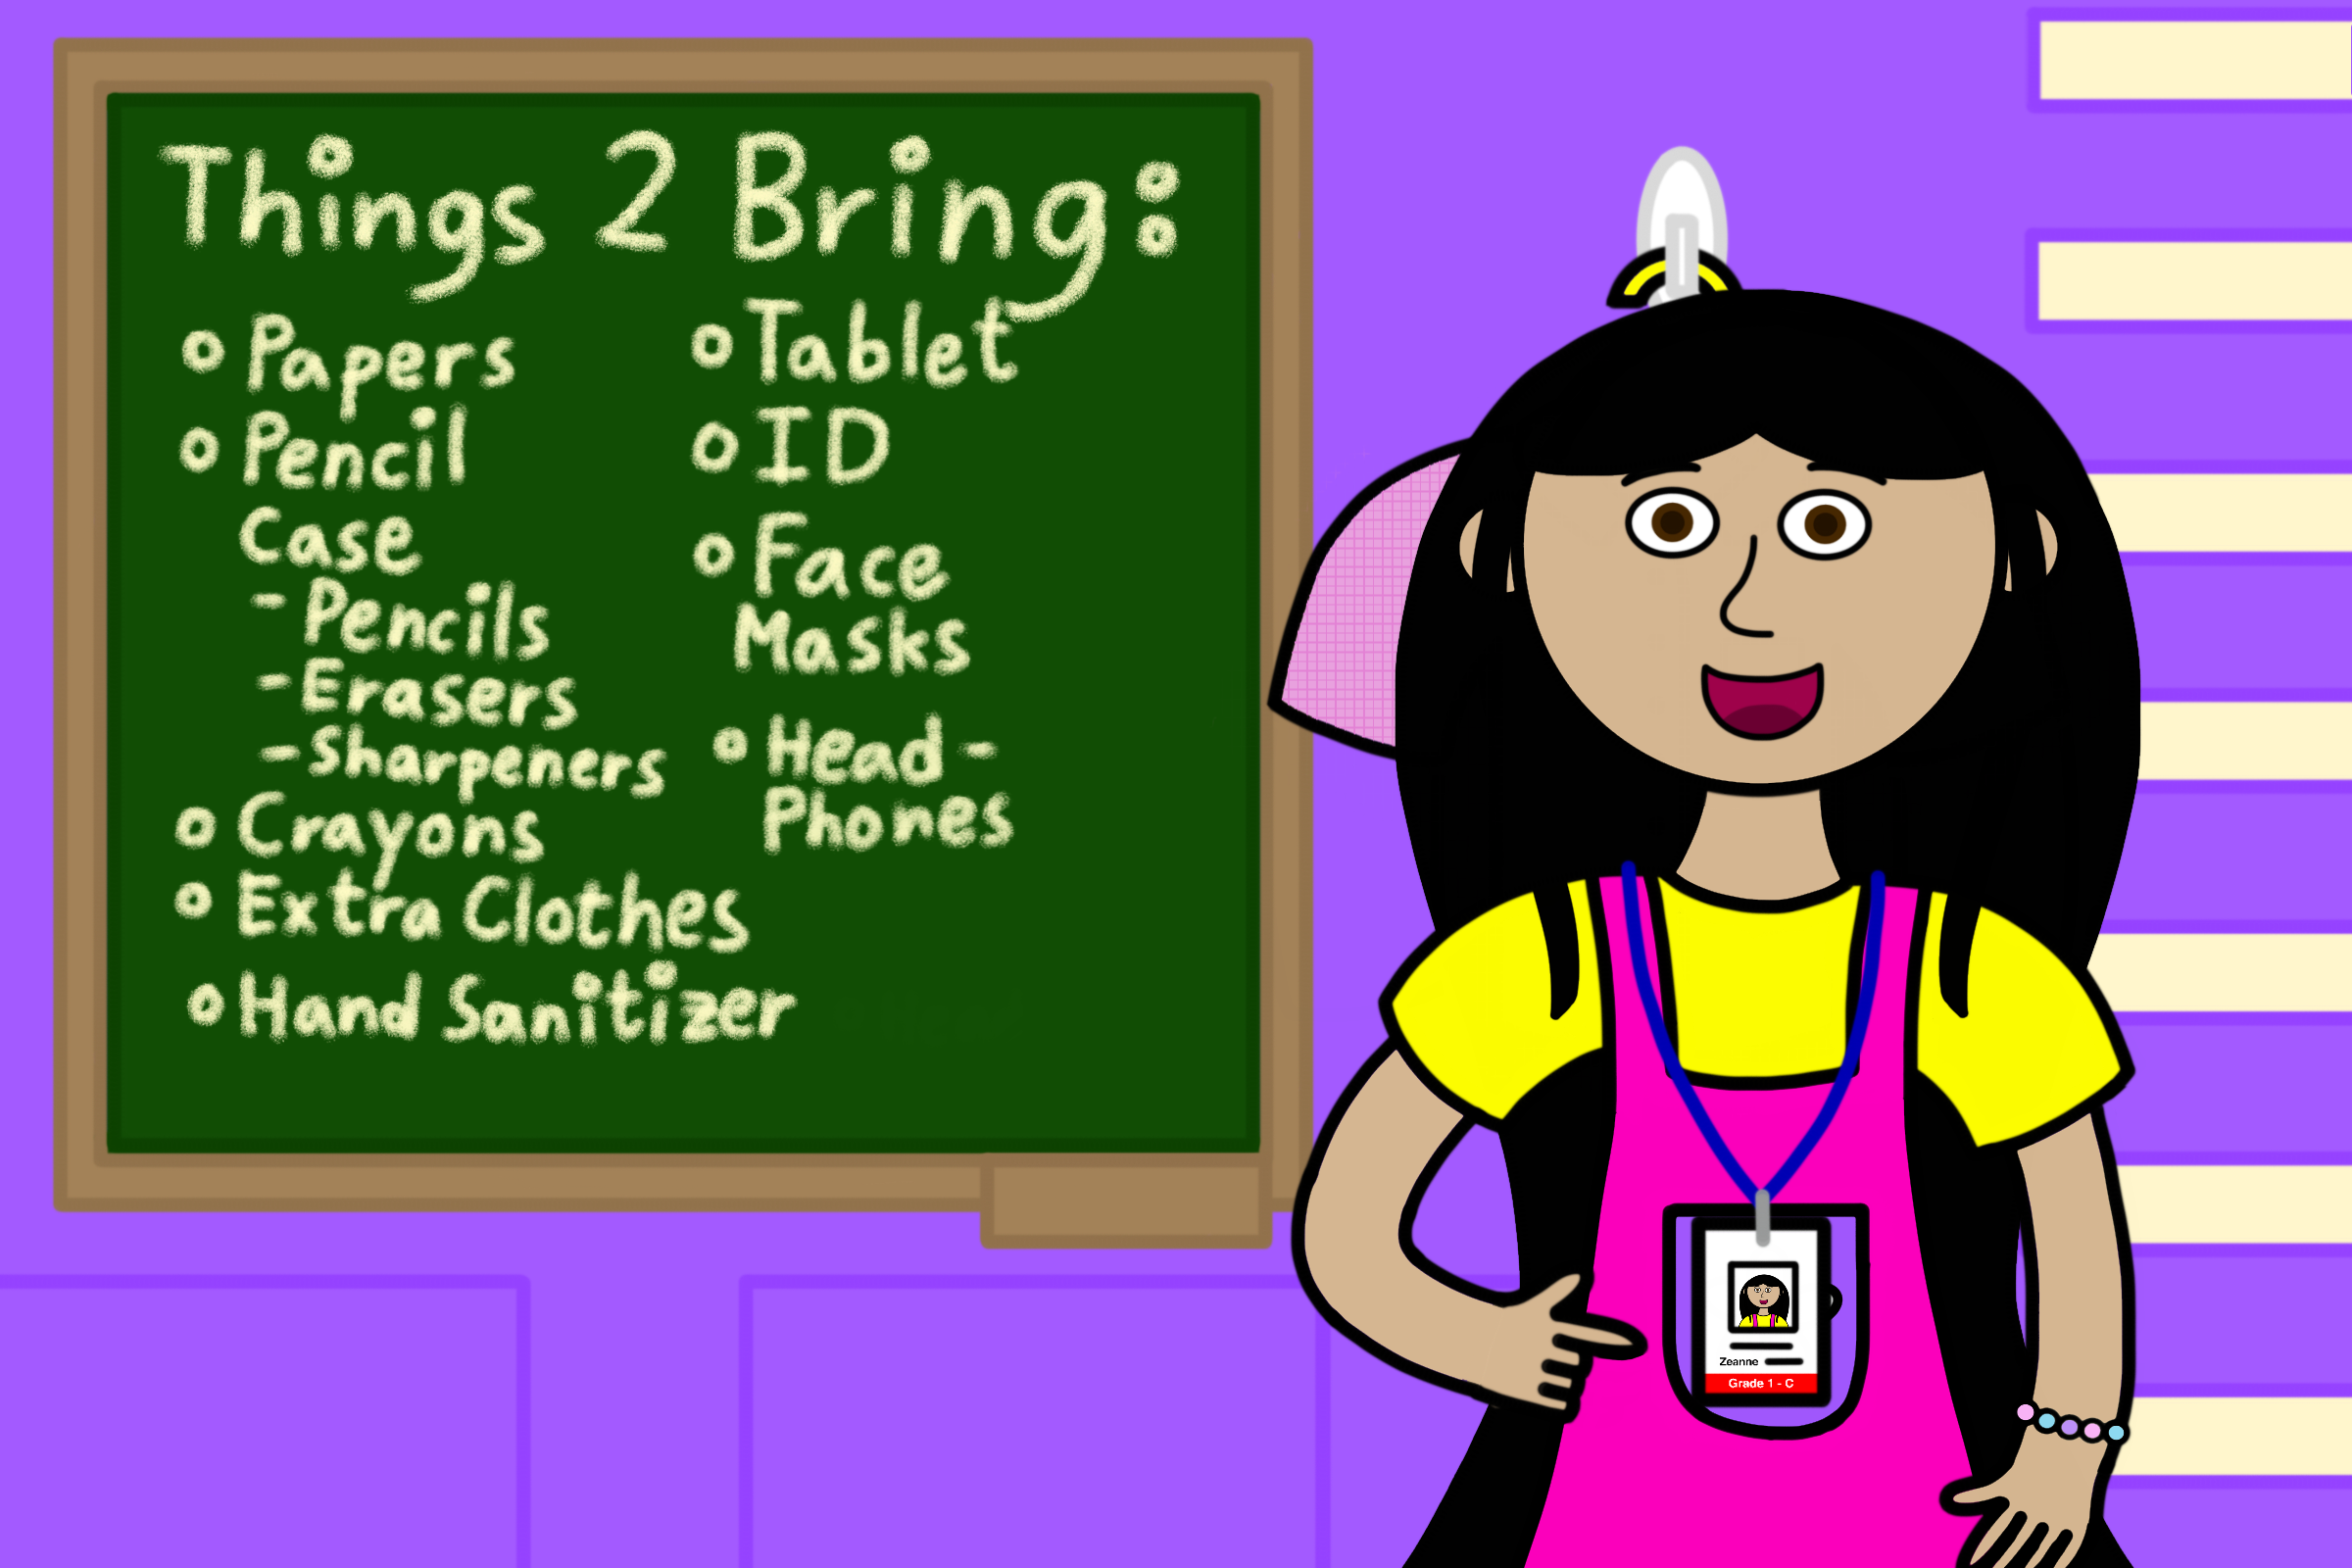 Things 2 Bring:
Papers
Pencil
Case
- Pencils
- Erasers
- Sharpeners
Crayons
Extra Clothes
Hand Sanitizer
Tablet
ID
Face
Masks
Head-
Phones
Zeanne
Grade 1 - C